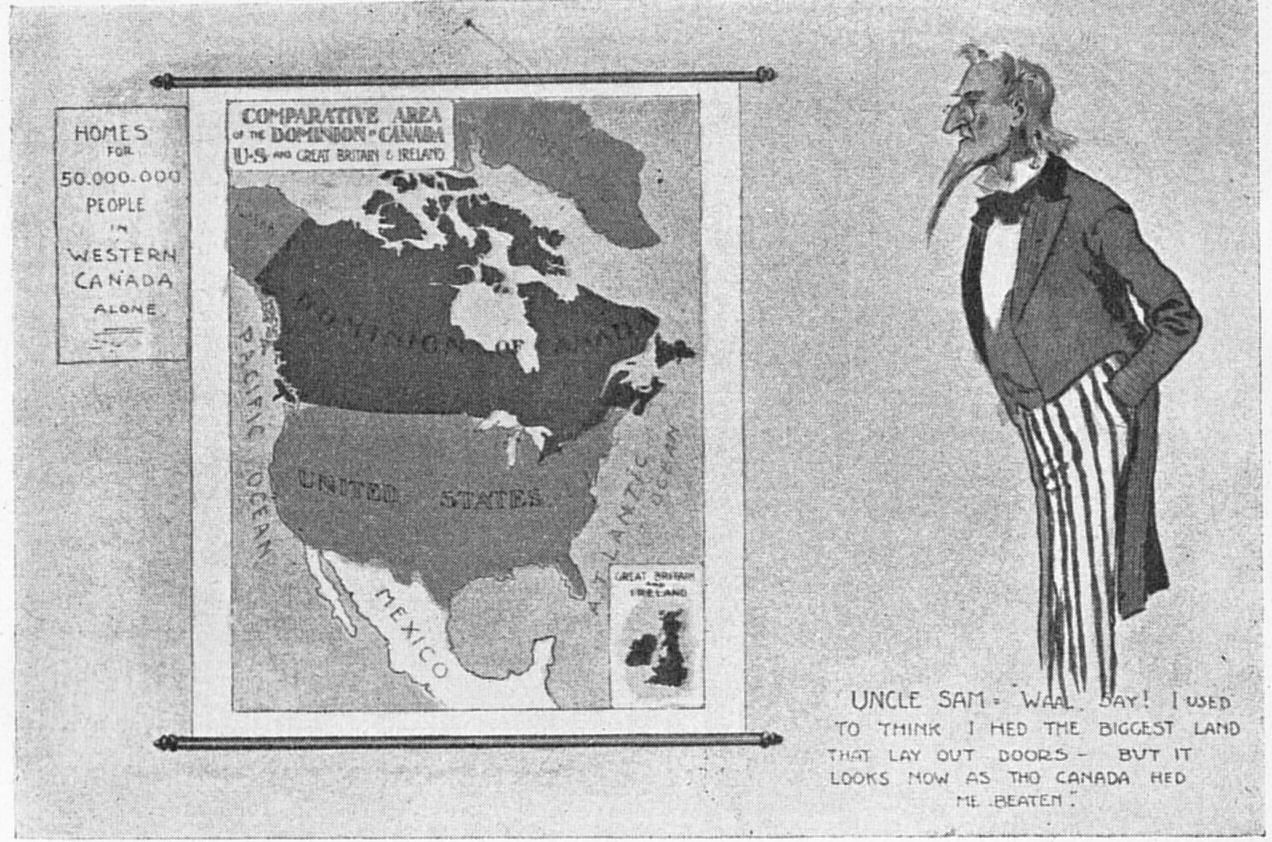 HOMES
FOR
50.000.000
PEOPLE
IN
WESTERN
CANADA
ALONE.
COMPARATIVE AREA
OF THE DOMINION OF CANADA
U.S. AND GREAT BRITAIN & IRELAND
DOMINION OF CANADA
PACIFIC OCEAN
UNITED STATES
ATLANTIC
OCEAN
MEXICO
GREAT BRITAIN
AND
IRELAND
UNCLE SAM = "WAAL SAY! I USED
TO THINK I HED THE BIGGEST LAND
THAT LAY OUT DOORS - BUT IT
LOOKS NOW AS THO CANADA HED
ME BEATEN".